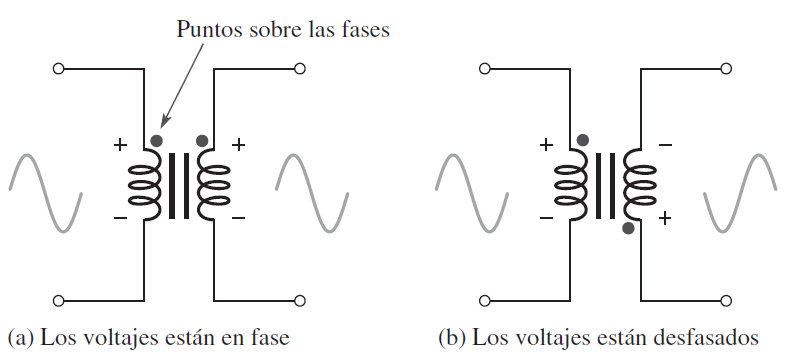 Puntos sobre las fases
+ + + −
− − − +
(a) Los voltajes están en fase
(b) Los voltajes están desfasados